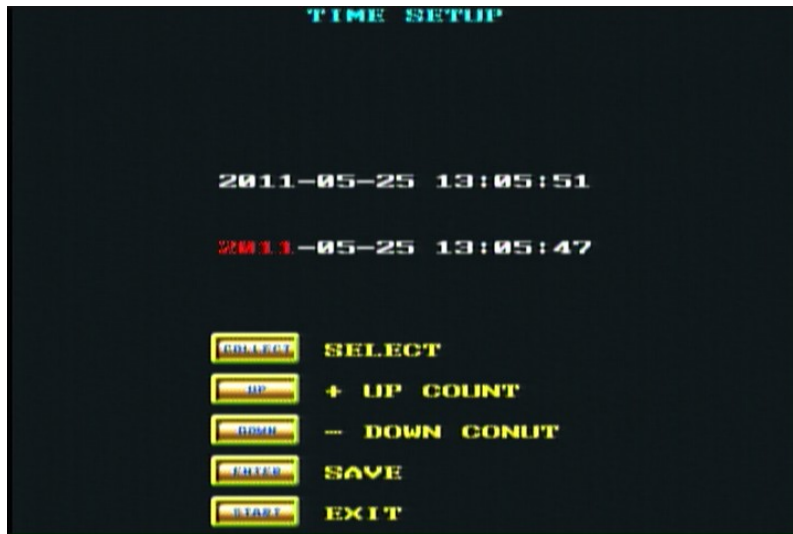 TIME SETUP
2011-05-25 13:05:51
2011-05-25 13:05:47
COLLECT SELECT
UP + UP COUNT
DOWN - DOWN CONUT
ENTER SAVE
START EXIT